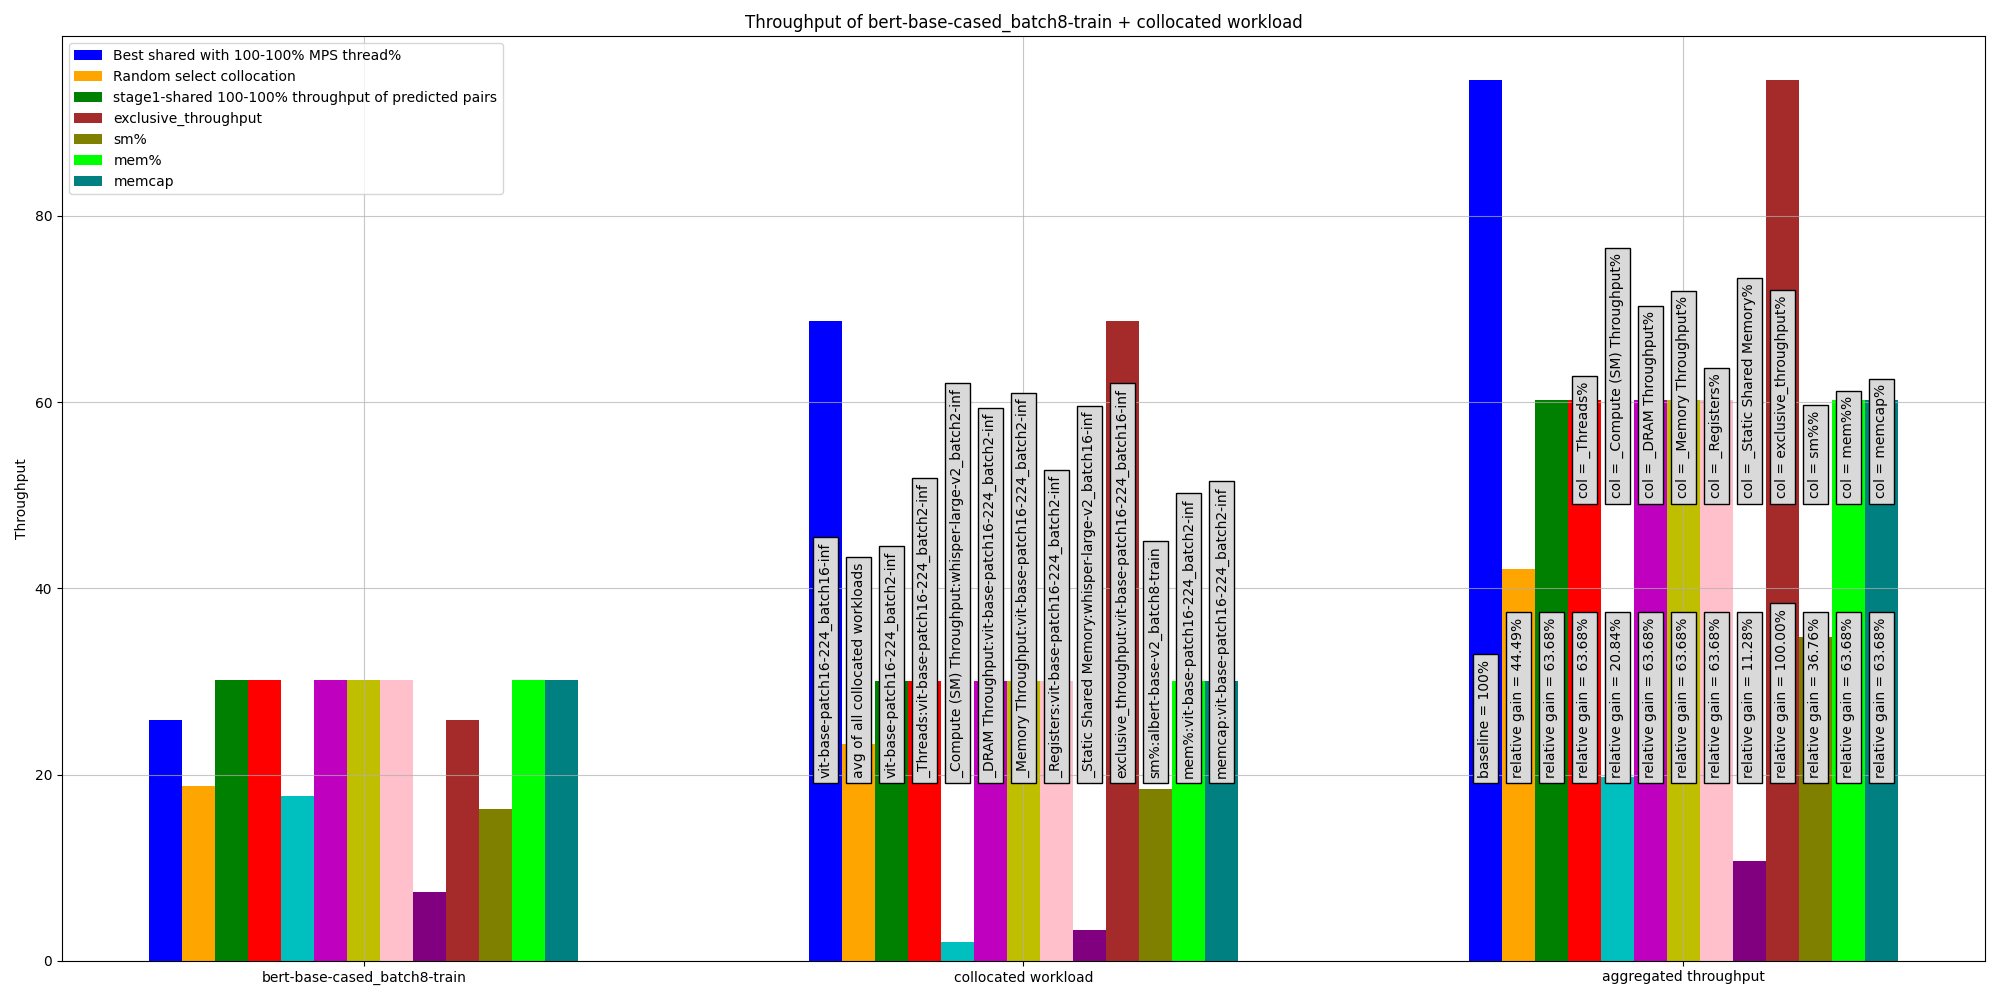 Throughput of bert-base-cased_batch8-train + collocated workload
Best shared with 100-100% MPS thread%
Random select collocation
stage1-shared 100-100% throughput of predicted pairs
exclusive_throughput
sm%
mem%
memcap
Throughput
80
60
40
20
0
vit-base-patch16-224_batch16-inf
avg of all collocated workloads
vit-base-patch16-224_batch2-inf
_Threads:vit-base-patch16-224_batch2-inf
_Compute (SM) Throughput:whisper-large-v2_batch2-inf
_DRAM Throughput:vit-base-patch16-224_batch2-inf
_Memory Throughput:vit-base-patch16-224_batch2-inf
_Registers:vit-base-patch16-224_batch2-inf
_Static Shared Memory:whisper-large-v2_batch16-inf
exclusive_throughput:vit-base-patch16-224_batch16-inf
sm%:albert-base-v2_batch8-train
mem%:vit-base-patch16-224_batch2-inf
memcap:vit-base-patch16-224_batch2-inf
col = _Threads%
col = _Compute (SM) Throughput%
col = _DRAM Throughput%
col = _Memory Throughput%
col = _Registers%
col = _Static Shared Memory%
col = exclusive_throughput%
col = sm%%
col = mem%%
col = memcap%
baseline = 100%
relative gain = 44.49%
relative gain = 63.68%
relative gain = 63.68%
relative gain = 20.84%
relative gain = 63.68%
relative gain = 63.68%
relative gain = 63.68%
relative gain = 11.28%
relative gain = 100.00%
relative gain = 36.76%
relative gain = 63.68%
relative gain = 63.68%
bert-base-cased_batch8-train
collocated workload
aggregated throughput